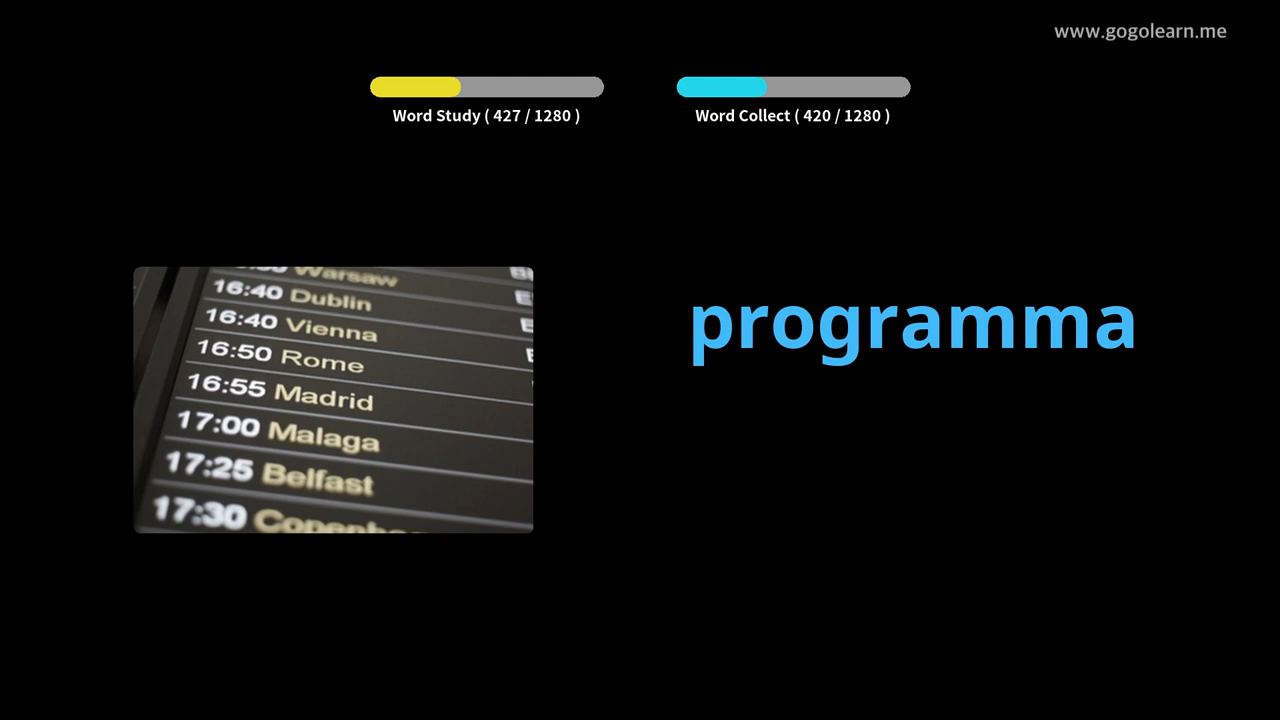 www.gogolearn.me
Word Study ( 427 / 1280 )
Word Collect ( 420 / 1280 )
Warsaw
16:40 Dublin
16:40 Vienna
16:50 Rome
16:55 Madrid
17:00 Malaga
17:25 Belfast
17:30
programma